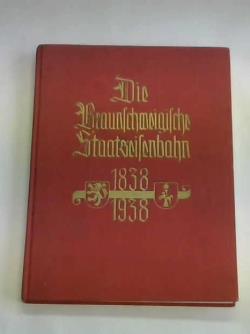 Die
Braunschweigische
Staatseisenbahn
1838
1938